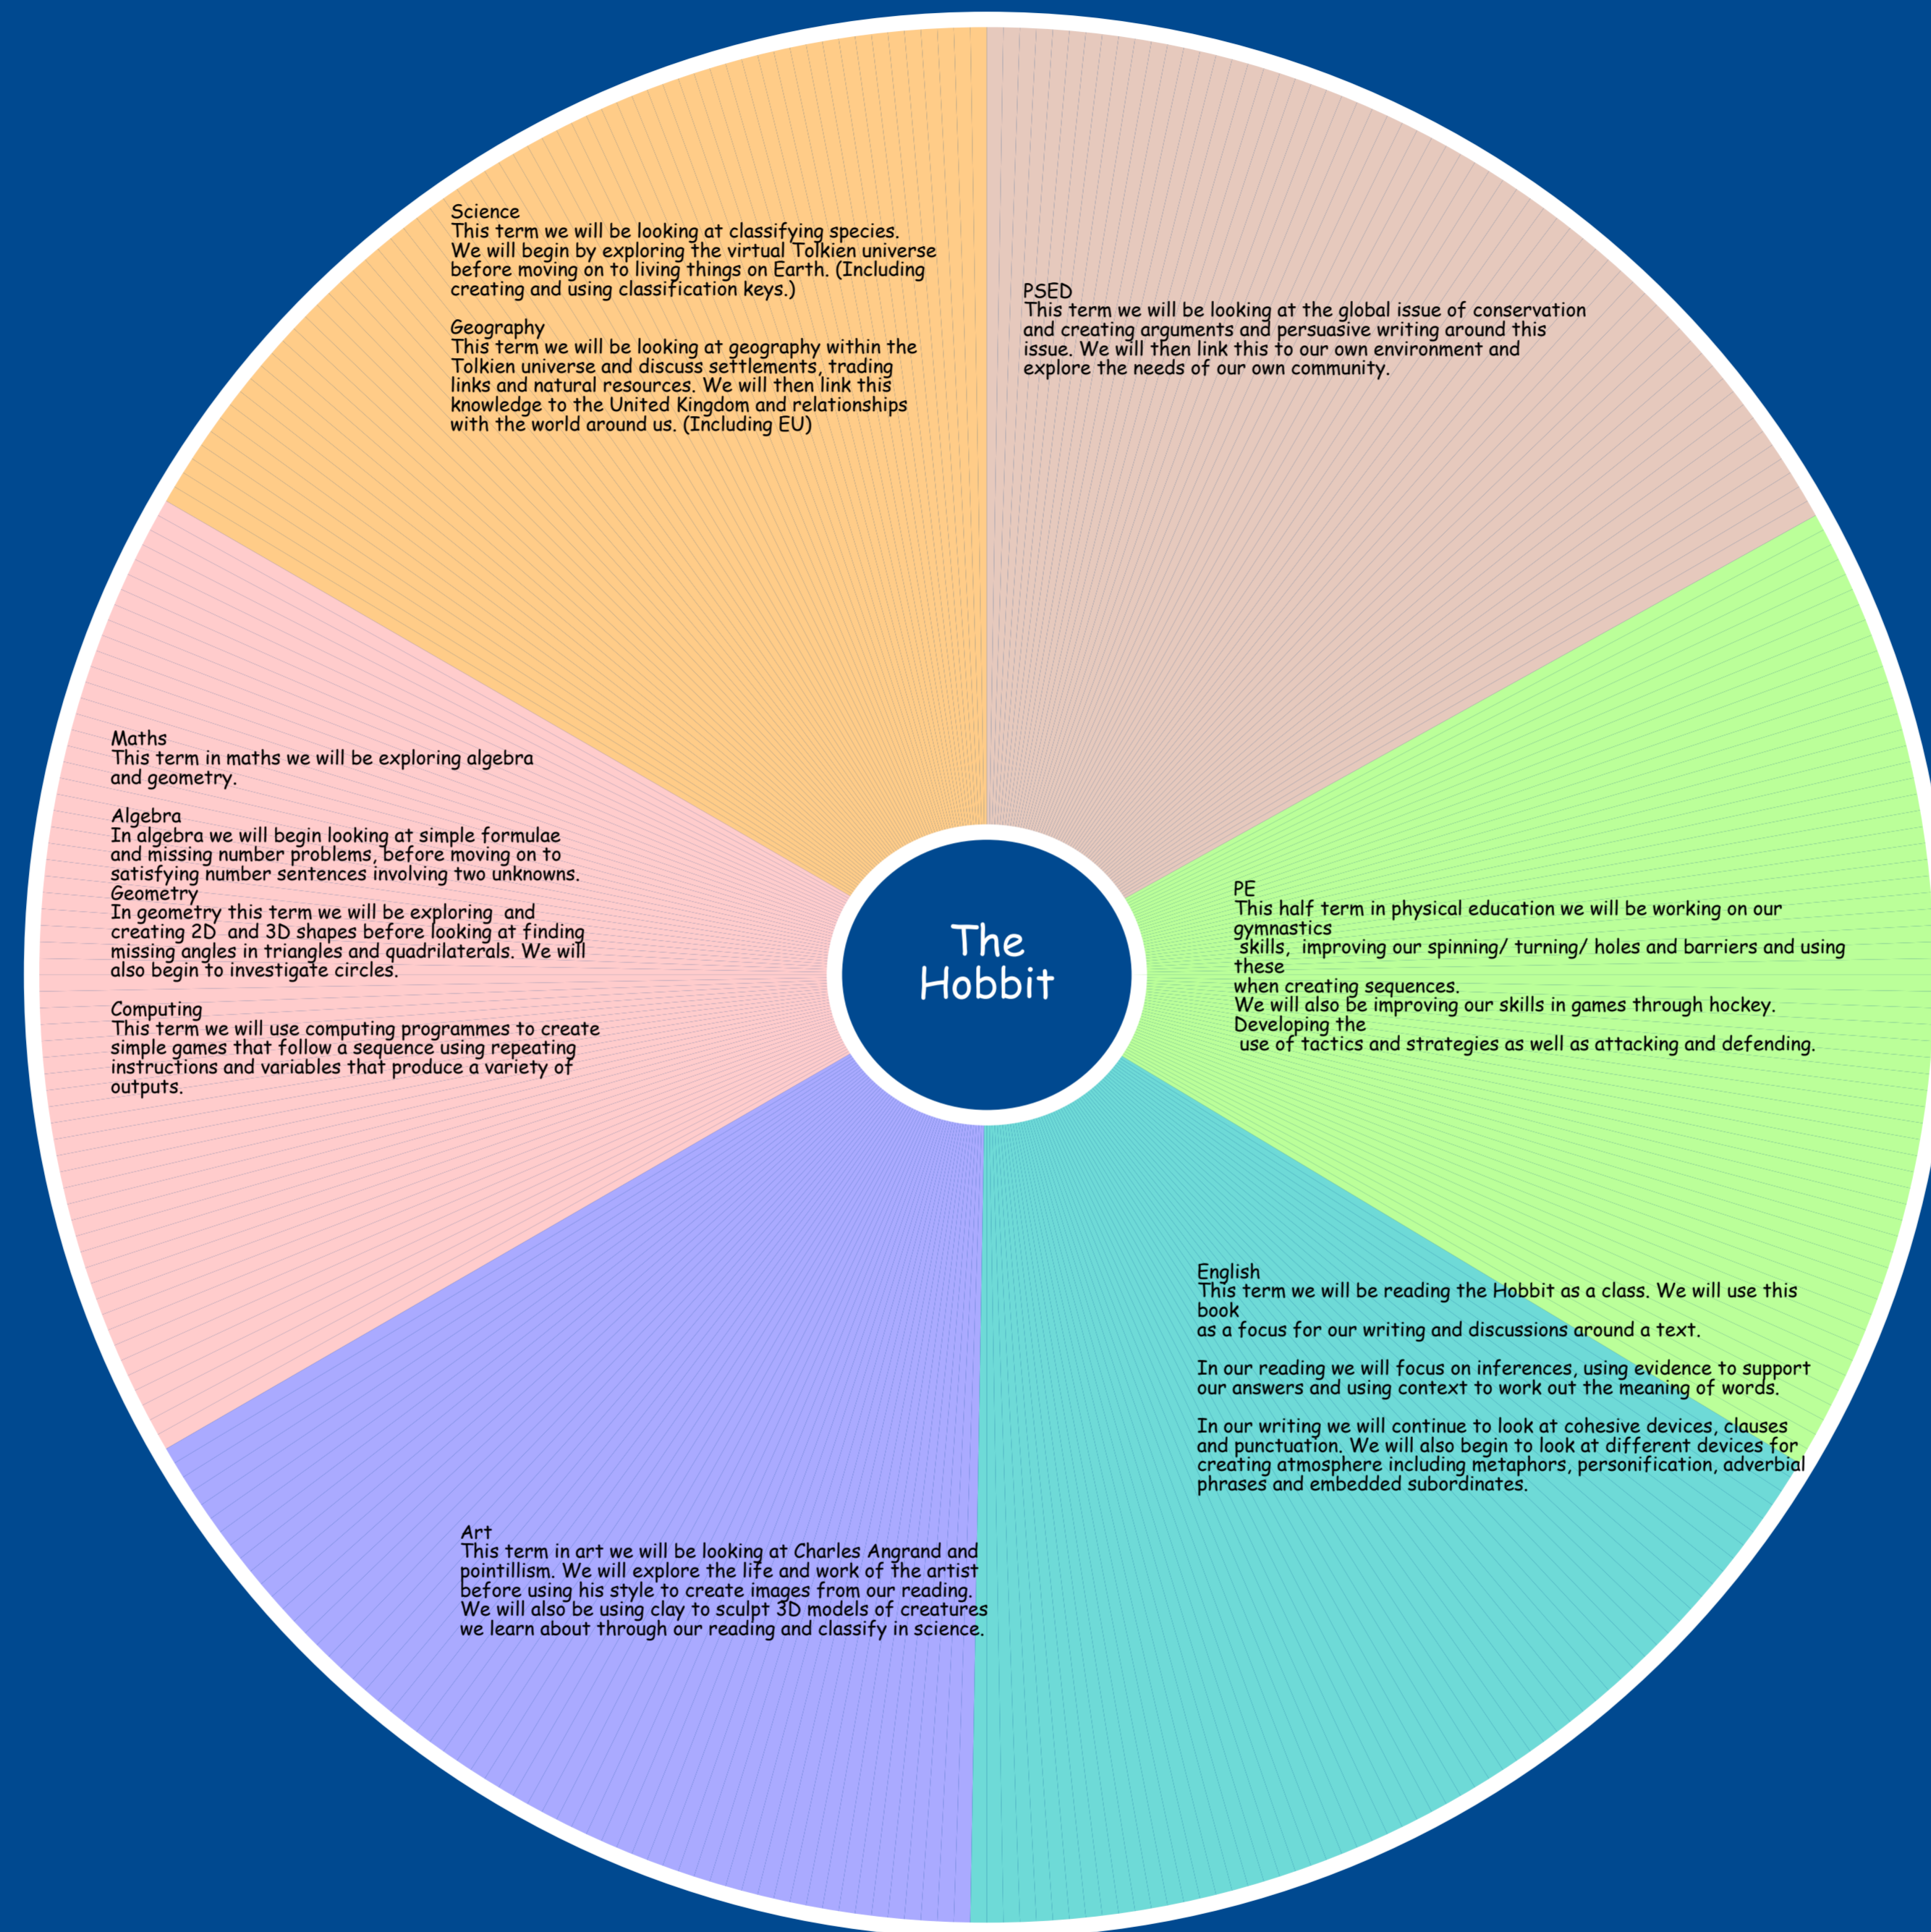 Science
This term we will be looking at classifying species.
We will begin by exploring the virtual Tolkien universe
before moving on to living things on Earth. (Including
creating and using classification keys.)
Geography
This term we will be looking at geography within the
Tolkien universe and discuss settlements, trading
links and natural resources. We will then link this
knowledge to the United Kingdom and relationships
with the world around us. (Including EU)
PSED
This term we will be looking at the global issue of conservation
and creating arguments and persuasive writing around this
issue. We will then link this to our own environment and
explore the needs of our own community.
Maths
This term in maths we will be exploring algebra
and geometry.
Algebra
In algebra we will begin looking at simple formulae
and missing number problems, before moving on to
satisfying number sentences involving two unknowns.
Geometry
In geometry this term we will be exploring  and
creating 2D  and 3D shapes before looking at finding
missing angles in triangles and quadrilaterals. We will
also begin to investigate circles.
Computing
This term we will use computing programmes to create
simple games that follow a sequence using repeating
instructions and variables that produce a variety of
outputs.
The
Hobbit
PE
This half term in physical education we will be working on our
gymnastics
skills,  improving our spinning/ turning/ holes and barriers and using
these
when creating sequences.
We will also be improving our skills in games through hockey.
Developing the
use of tactics and strategies as well as attacking and defending.
English
This term we will be reading the Hobbit as a class. We will use this
book
as a focus for our writing and discussions around a text.
In our reading we will focus on inferences, using evidence to support
our answers and using context to work out the meaning of words.
In our writing we will continue to look at cohesive devices, clauses
and punctuation. We will also begin to look at different devices for
creating atmosphere including metaphors, personification, adverbial
phrases and embedded subordinates.
Art
This term in art we will be looking at Charles Angrand and
pointillism. We will explore the life and work of the artist
before using his style to create images from our reading.
We will also be using clay to sculpt 3D models of creatures
we learn about through our reading and classify in science.